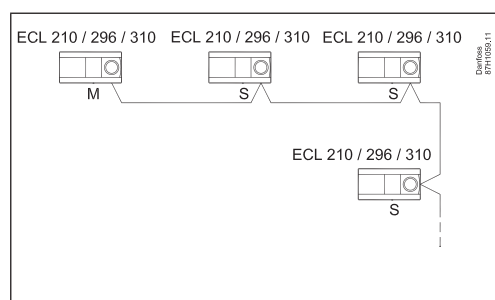 ECL 210 / 296 / 310 ECL 210 / 296 / 310 ECL 210 / 296 / 310
Danfoss
87H1059.11
M S S
ECL 210 / 296 / 310
S